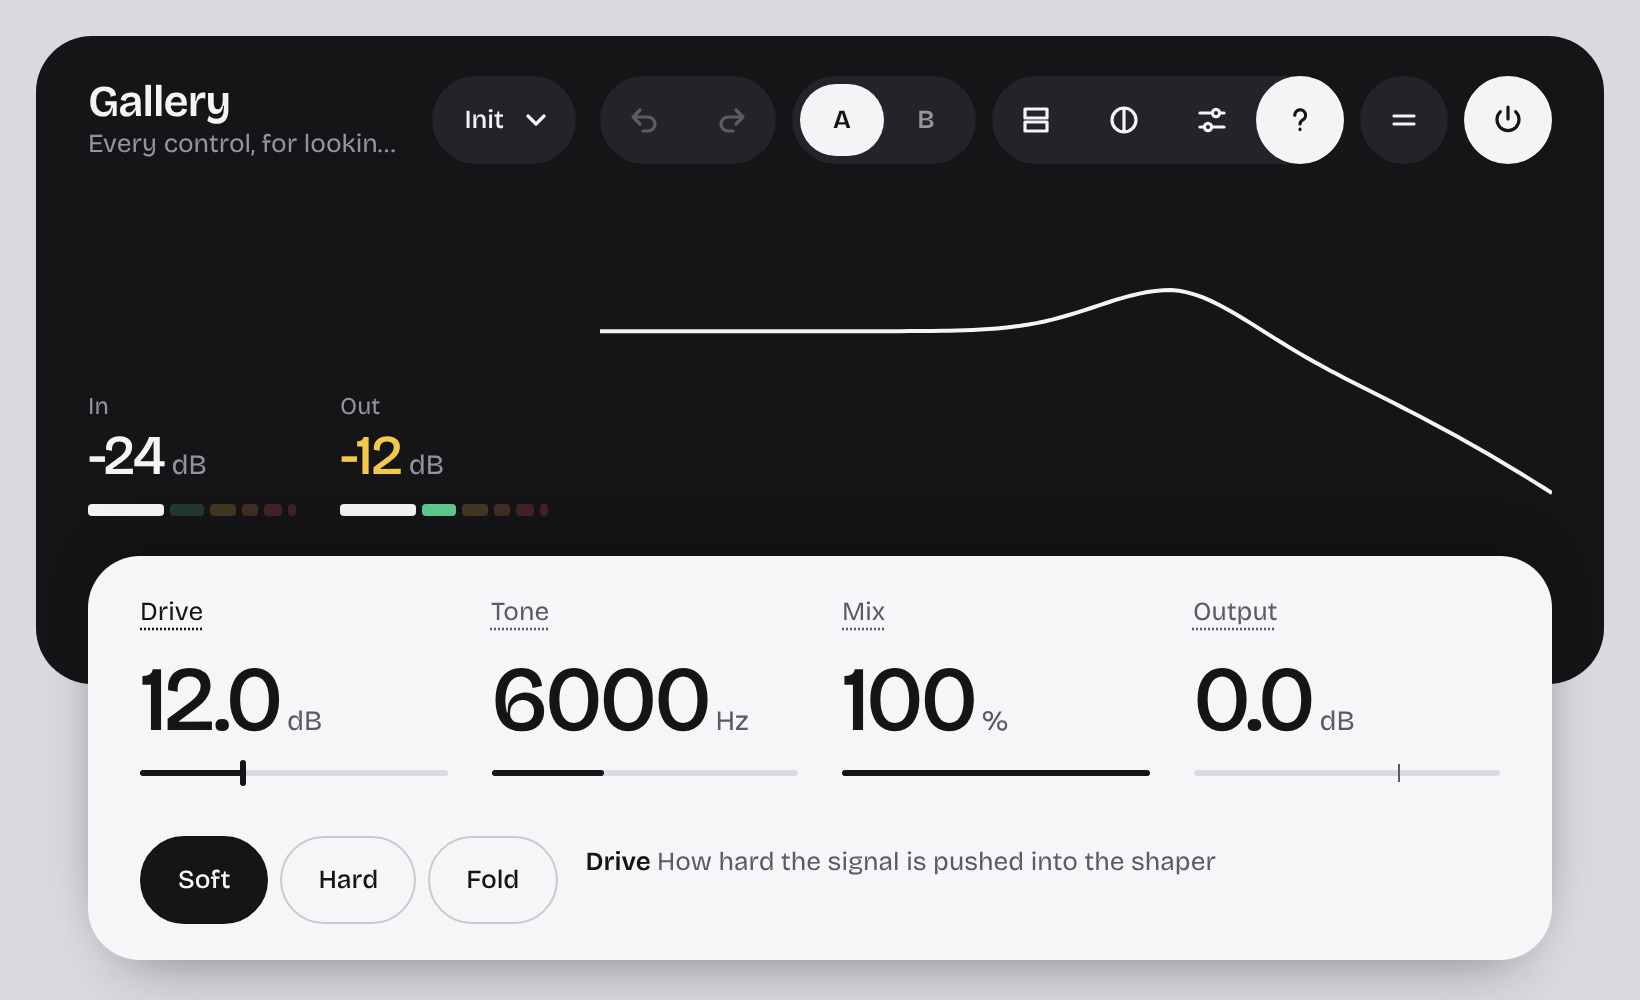 Gallery
Every control, for lookin...
Init
A
B
?
In
-24 dB
Out
-12 dB
Drive
12.0 dB
Tone
6000 Hz
Mix
100 %
Output
0.0 dB
Soft
Hard
Fold
Drive How hard the signal is pushed into the shaper